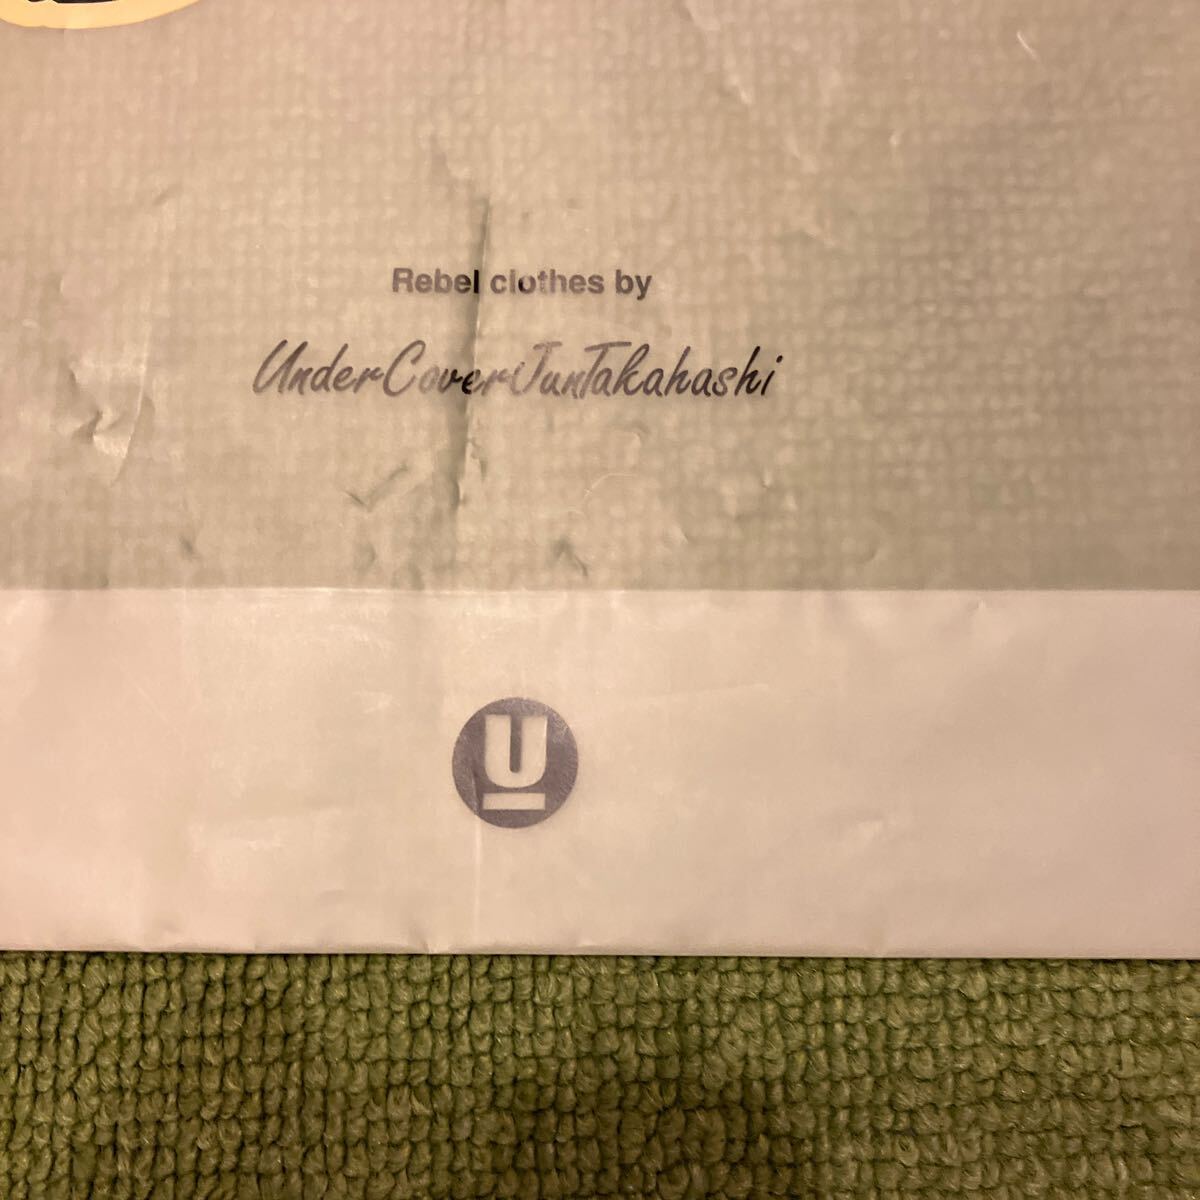 Rebel clothes by
UnderCoverJunTakahashi
U